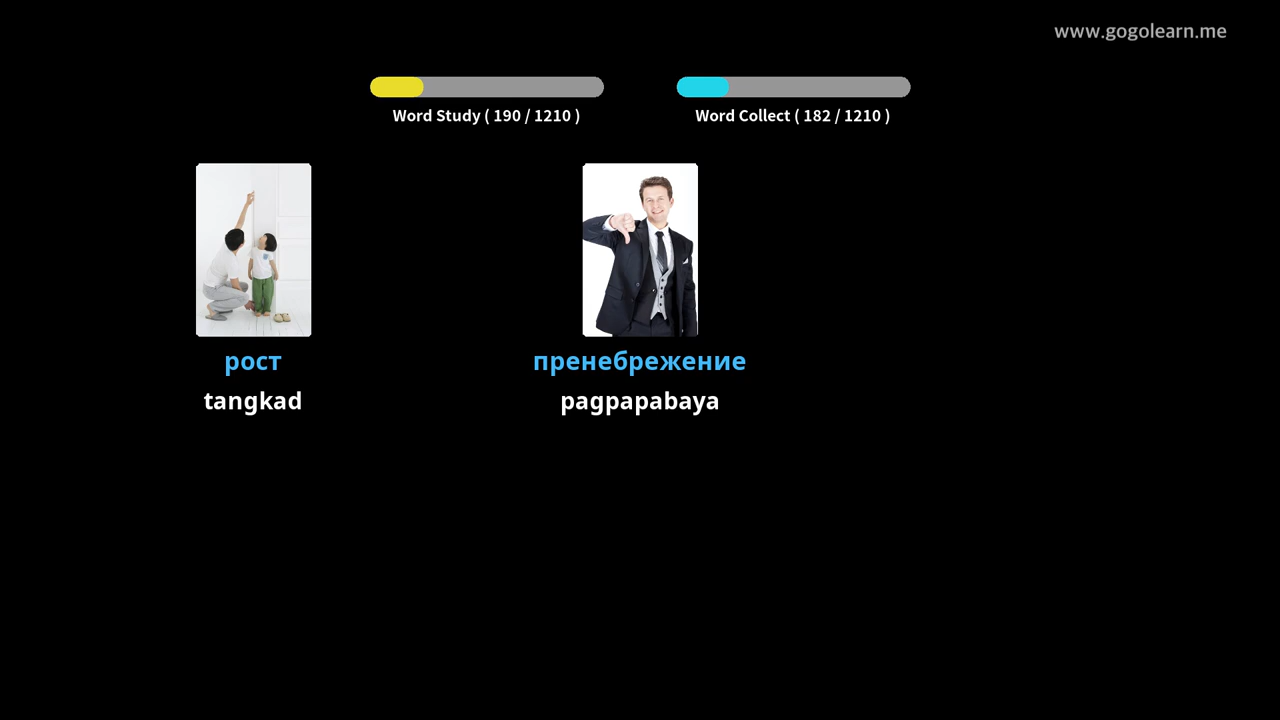 www.gogolearn.me
Word Study ( 190 / 1210 )
Word Collect ( 182 / 1210 )
рост
пренебрежение
tangkad
pagpapabaya